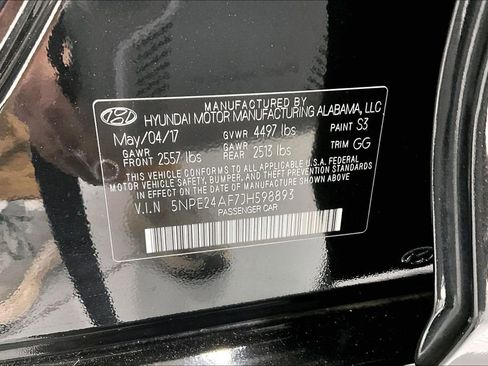 MANUFACTURED BY
HYUNDAI MOTOR MANUFACTURING ALABAMA, LLC
May/04/17 GVWR 4497 lbs PAINT S3
GAWR FRONT 2557 lbs GAWR REAR 2513 lbs TRIM GG
THIS VEHICLE CONFORMS TO ALL APPLICABLE U.S.A. FEDERAL
MOTOR VEHICLE SAFETY, BUMPER, AND THEFT PREVENTION STANDARDS
IN EFFECT ON THE DATE OF MANUFACTURE SHOWN ABOVE.
V.I.N 5NPE24AF7JH598893
PASSENGER CAR